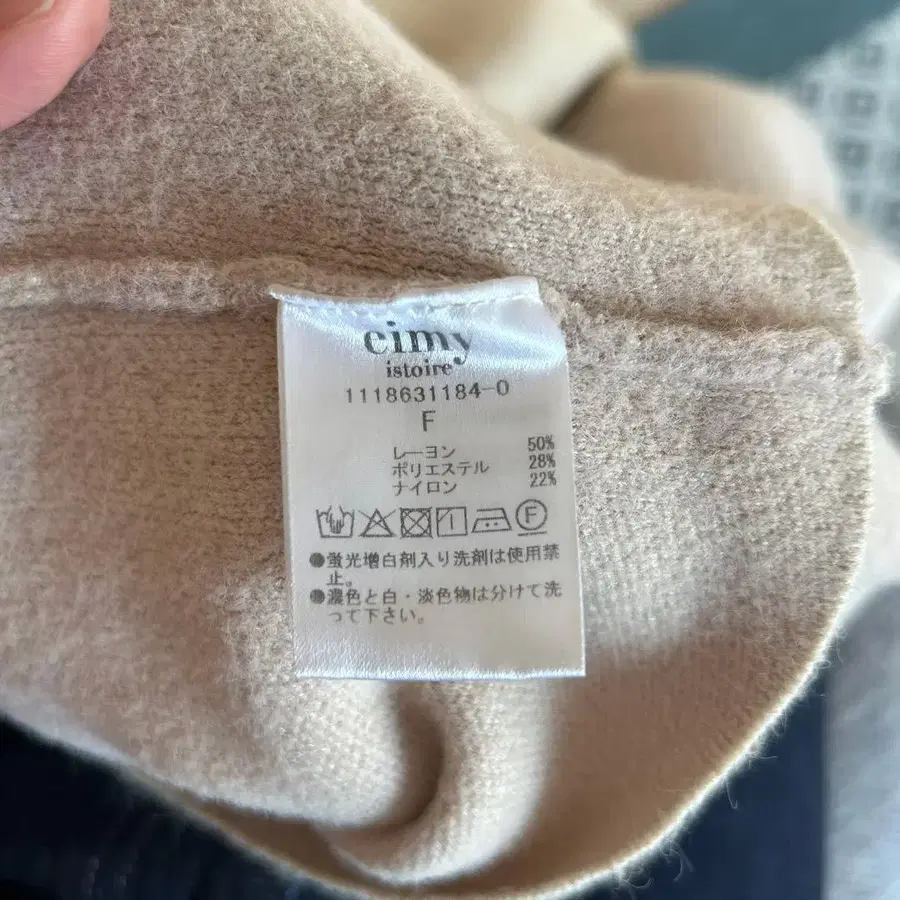 eimy
istoire
1118631184-0
F
レーヨン 50%
ポリエステル 28%
ナイロン 22%
F
●蛍光増白剤入り洗剤は使用禁
止。
●濃色と白・淡色物は分けて洗
って下さい。